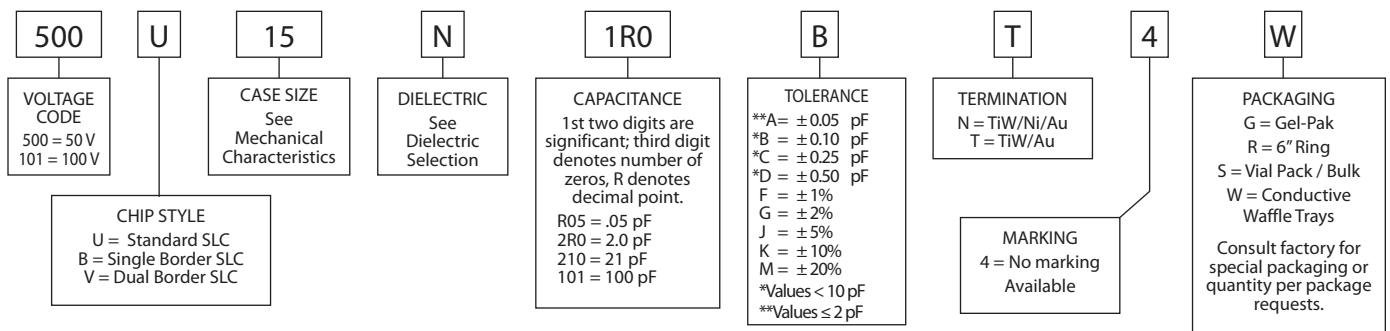 500 U 15 N 1R0 B T 4 W
VOLTAGE
CODE
500 = 50 V
101 = 100 V
CASE SIZE
See
Mechanical
Characteristics
DIELECTRIC
See
Dielectric
Selection
CAPACITANCE
1st two digits are
significant; third digit
denotes number of
zeros, R denotes
decimal point.
R05 = .05 pF
2R0 = 2.0 pF
210 = 21 pF
101 = 100 pF
TOLERANCE
**A= ±0.05 pF
*B = ±0.10 pF
*C = ±0.25 pF
*D = ±0.50 pF
F = ±1%
G = ±2%
J = ±5%
K = ±10%
M = ±20%
*Values < 10 pF
**Values ≤ 2 pF
TERMINATION
N = TiW/Ni/Au
T = TiW/Au
PACKAGING
G = Gel-Pak
R = 6” Ring
S = Vial Pack / Bulk
W = Conductive
Waffle Trays
Consult factory for
special packaging or
quantity per package
requests.
CHIP STYLE
U = Standard SLC
B = Single Border SLC
V = Dual Border SLC
MARKING
4 = No marking
Available